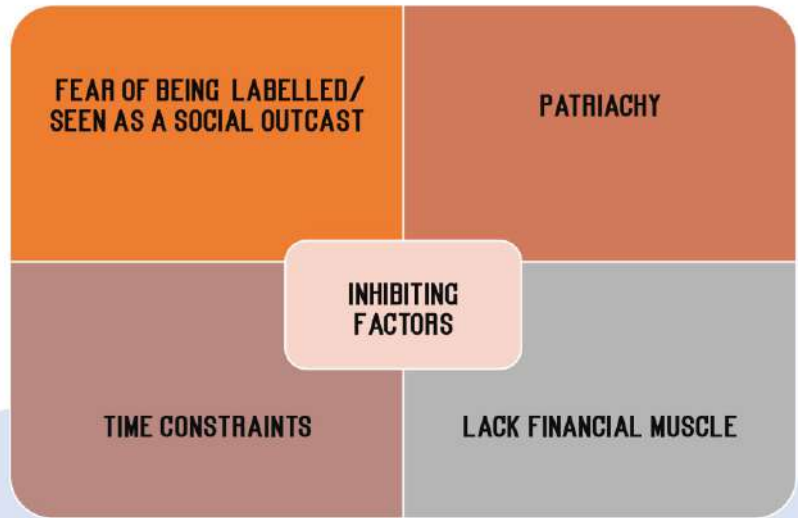 FEAR OF BEING LABELLED/
SEEN AS A SOCIAL OUTCAST
PATRIACHY
INHIBITING
FACTORS
TIME CONSTRAINTS
LACK FINANCIAL MUSCLE